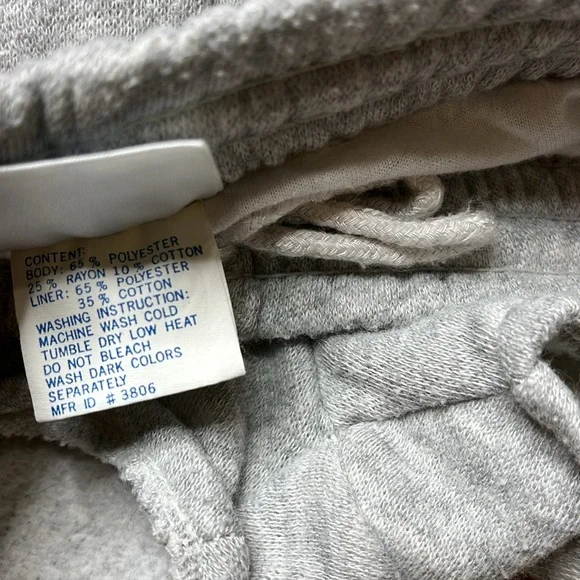 CONTENT:
BODY: 65% POLYESTER
25% RAYON 10% COTTON
LINER: 65% POLYESTER
35% COTTON
WASHING INSTRUCTION:
MACHINE WASH COLD
TUMBLE DRY LOW HEAT
DO NOT BLEACH
WASH DARK COLORS
SEPARATELY
MFR ID # 3806